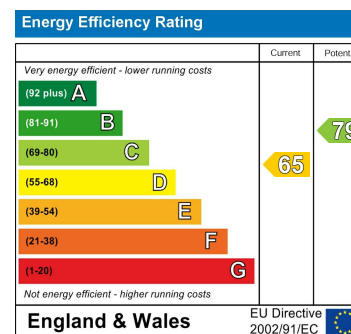 Energy Efficiency Rating
Current Potent
Very energy efficient - lower running costs
(92 plus) A
(81-91) B
(69-80) C
(55-68) D
(39-54) E
(21-38) F
(1-20) G
65
79
Not energy efficient - higher running costs
England & Wales
EU Directive
2002/91/EC